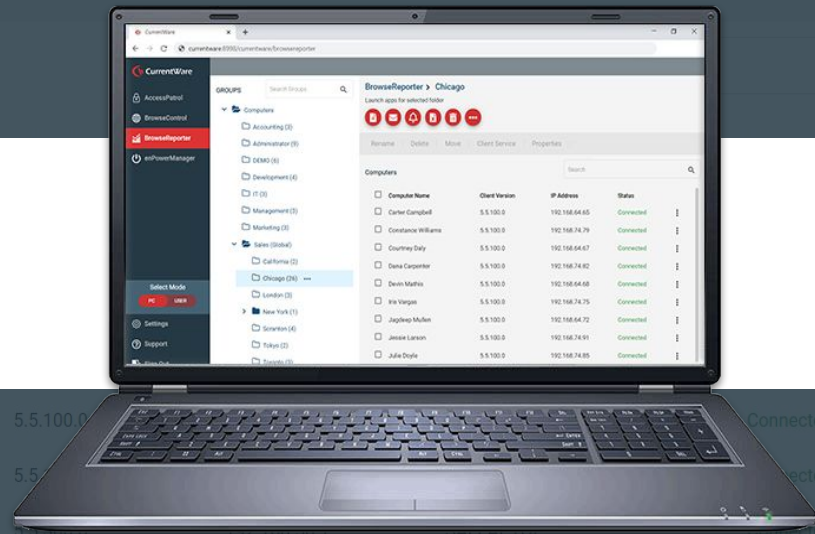 CurrentWare
currentware:8998/currentware/browsereporter
CurrentWare
AccessPatrol
BrowseControl
BrowseReporter
enPowerManager
Select Mode
PC USER
Settings
Support
Sign Out
GROUPS Search Groups
Computers
Accounting (3)
Administrator (9)
DEMO (6)
Development (4)
IT (3)
Management (5)
Marketing (3)
Sales (Global)
California (2)
Chicago (26)
London (3)
New York (1)
Scranton (4)
Tokyo (2)
BrowseReporter > Chicago
Launch apps for selected folder
Rename Delete Move Client Service Properties
Computers Search
Computer Name Client Version IP Address Status
Carter Campbell 5.5.100.0 192.168.64.65 Connected
Constance Williams 5.5.100.0 192.168.74.79 Connected
Courtney Daly 5.5.100.0 192.168.64.67 Connected
Dana Carpenter 5.5.100.0 192.168.74.82 Connected
Devin Mathis 5.5.100.0 192.168.64.68 Connected
Iris Vargas 5.5.100.0 192.168.74.75 Connected
Jagdeep Mullen 5.5.100.0 192.168.64.72 Connected
Jessie Larson 5.5.100.0 192.168.74.91 Connected
Julie Doyle 5.5.100.0 192.168.74.85 Connected
5.5.100.0 Connect